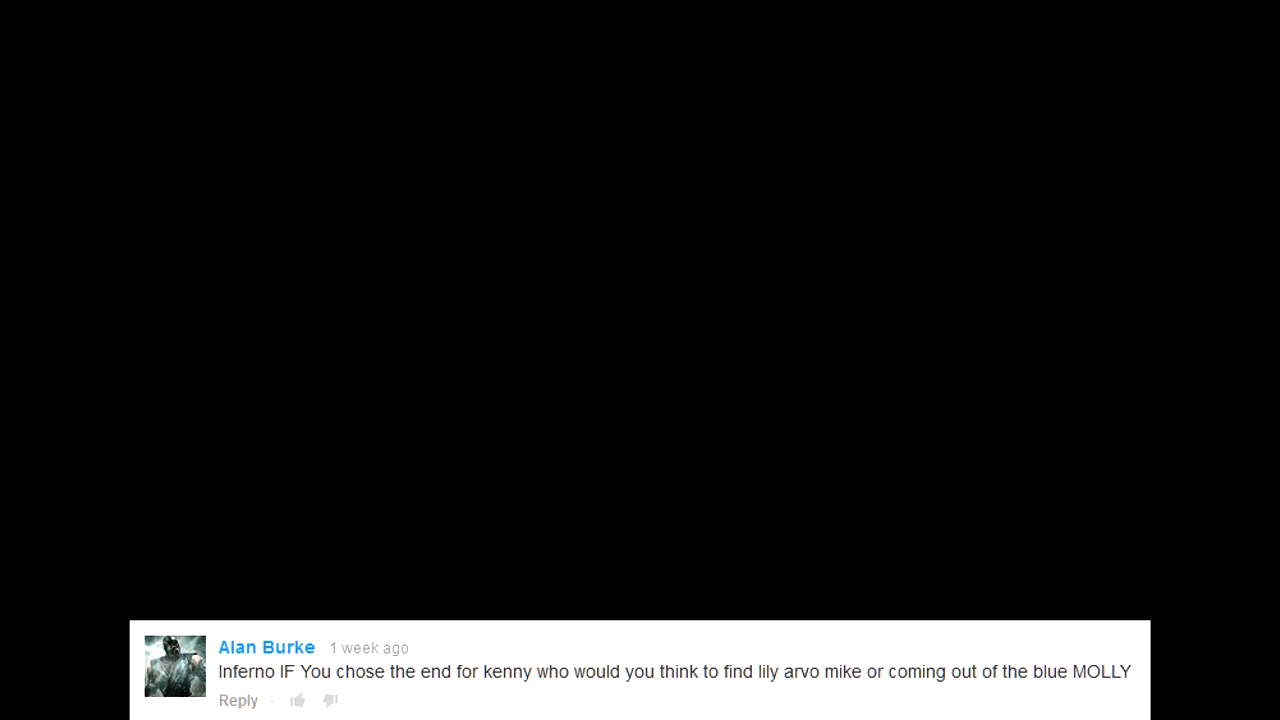 Alan Burke 1 week ago
Inferno IF You chose the end for kenny who would you think to find lily arvo mike or coming out of the blue MOLLY
Reply ·